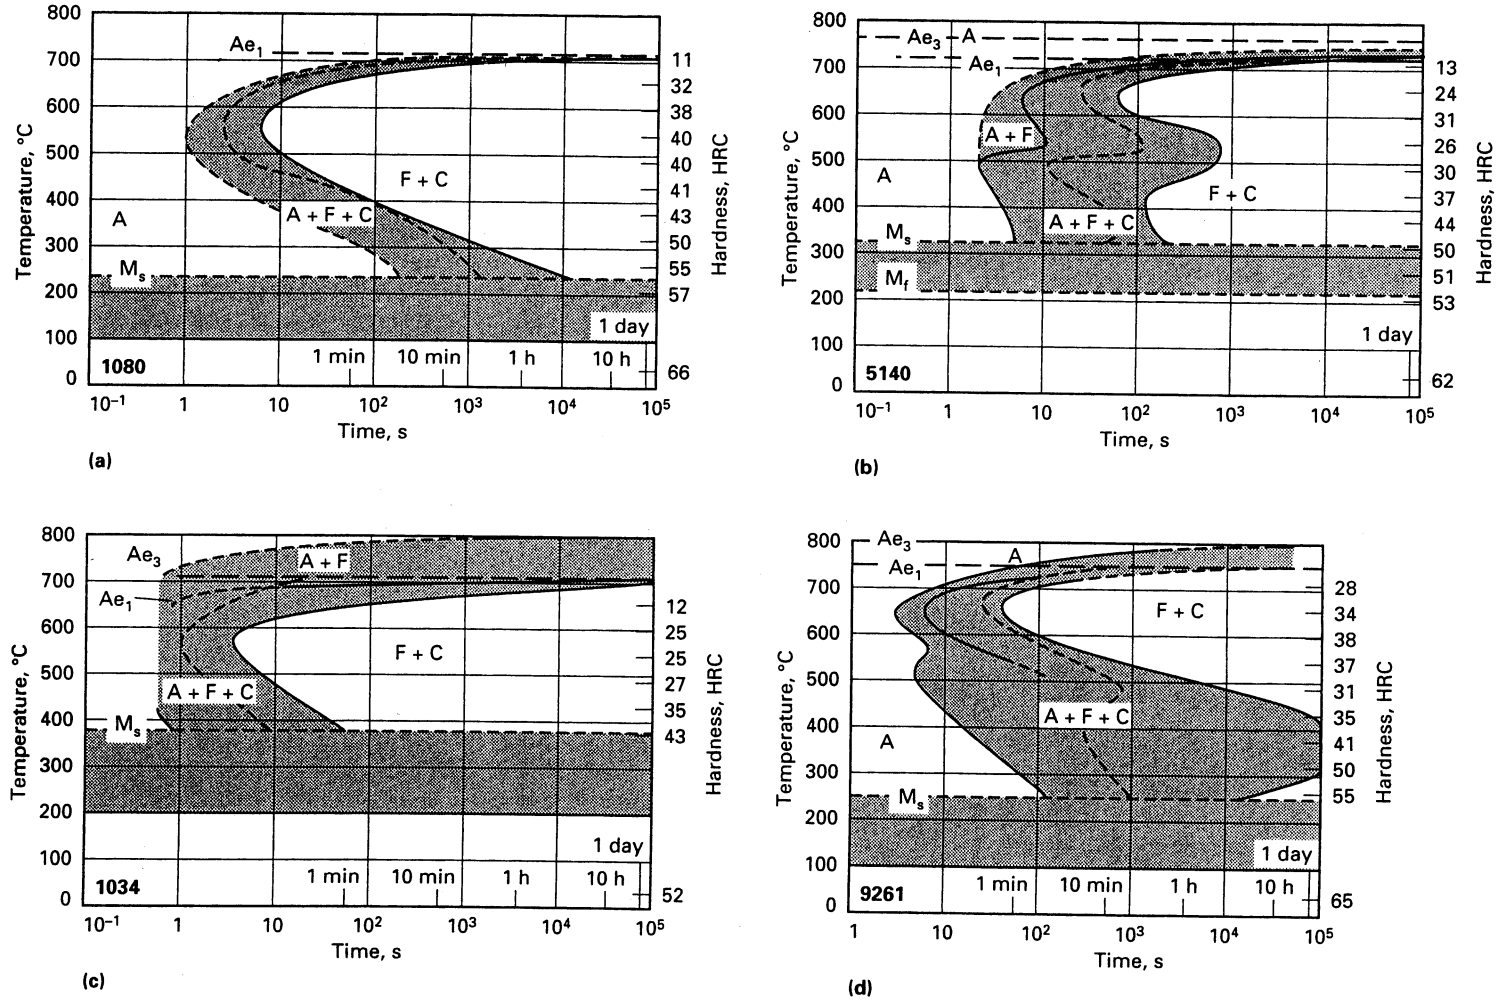 800
700
600
500
400
300
200
100
0
Temperature, °C
Ae1
A
F + C
A + F + C
Ms
1 day
1 min 10 min 1 h 10 h
1080
10⁻¹ 1 10 10² 10³ 10⁴ 10⁵
Time, s
11
32
38
40
40
41
43
50
55
57
66
Hardness, HRC
(a)
800
700
600
500
400
300
200
100
0
Temperature, °C
Ae3 A
Ae1
A + F
A
F + C
A + F + C
Ms
Mf
1 day
5140
10⁻¹ 1 10 10² 10³ 10⁴ 10⁵
Time, s
13
24
31
26
30
37
44
50
51
53
62
Hardness, HRC
(b)
800
700
600
500
400
300
200
100
0
Temperature, °C
Ae3
A + F
Ae1
F + C
A + F + C
Ms
1 day
1 min 10 min 1 h 10 h
1034
10⁻¹ 1 10 10² 10³ 10⁴ 10⁵
Time, s
12
25
25
27
35
43
52
Hardness, HRC
(c)
800
700
600
500
400
300
200
100
0
Temperature, °C
Ae3
A
Ae1
F + C
A + F + C
A
Ms
1 day
1 min 10 min 1 h 10 h
9261
1 10 10² 10³ 10⁴ 10⁵
Time, s
28
34
38
37
31
35
41
50
55
65
Hardness, HRC
(d)